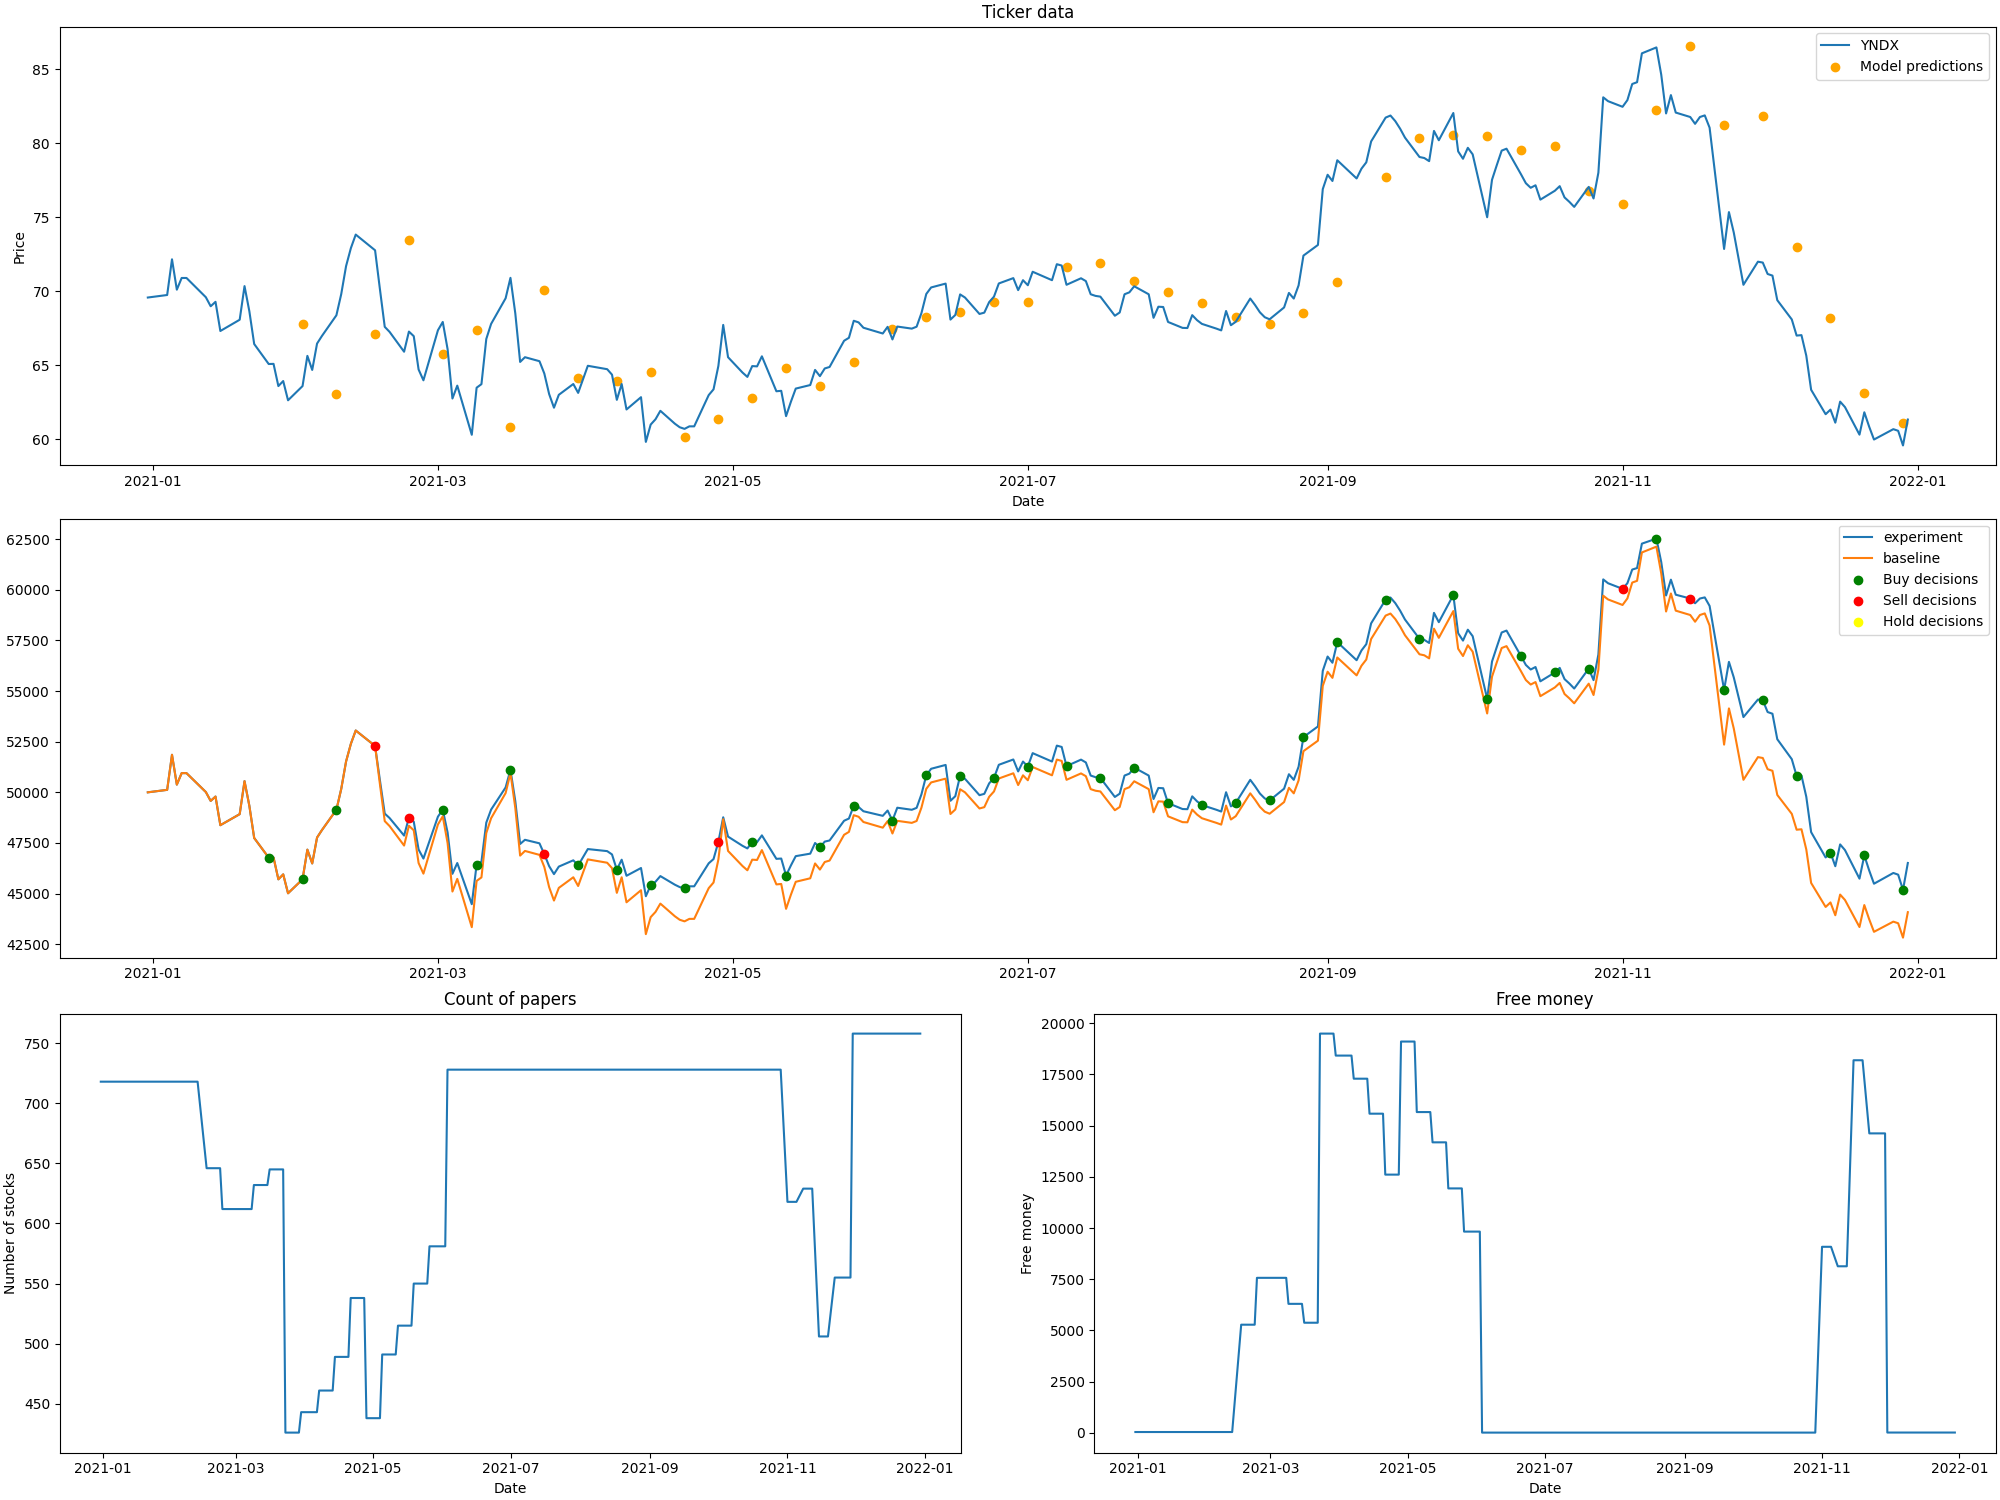 Ticker data
YNDX
Model predictions
85
80
75
70
65
60
Price
2021-01 2021-03 2021-05 2021-07 2021-09 2021-11 2022-01
Date
experiment
baseline
Buy decisions
Sell decisions
Hold decisions
62500
60000
57500
55000
52500
50000
47500
45000
42500
2021-01 2021-03 2021-05 2021-07 2021-09 2021-11 2022-01
Count of papers
750
700
650
600
550
500
450
Number of stocks
2021-01 2021-03 2021-05 2021-07 2021-09 2021-11 2022-01
Date
Free money
20000
17500
15000
12500
10000
7500
5000
2500
0
Free money
2021-01 2021-03 2021-05 2021-07 2021-09 2021-11 2022-01
Date